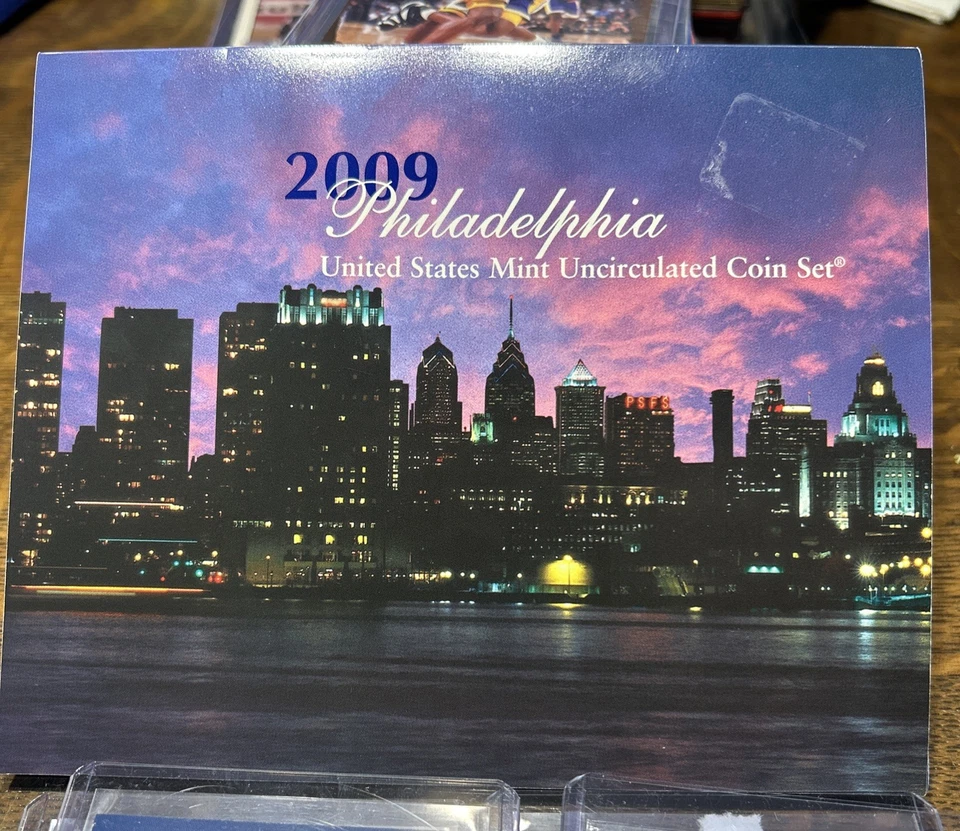 2009
Philadelphia
United States Mint Uncirculated Coin Set®
PSFS